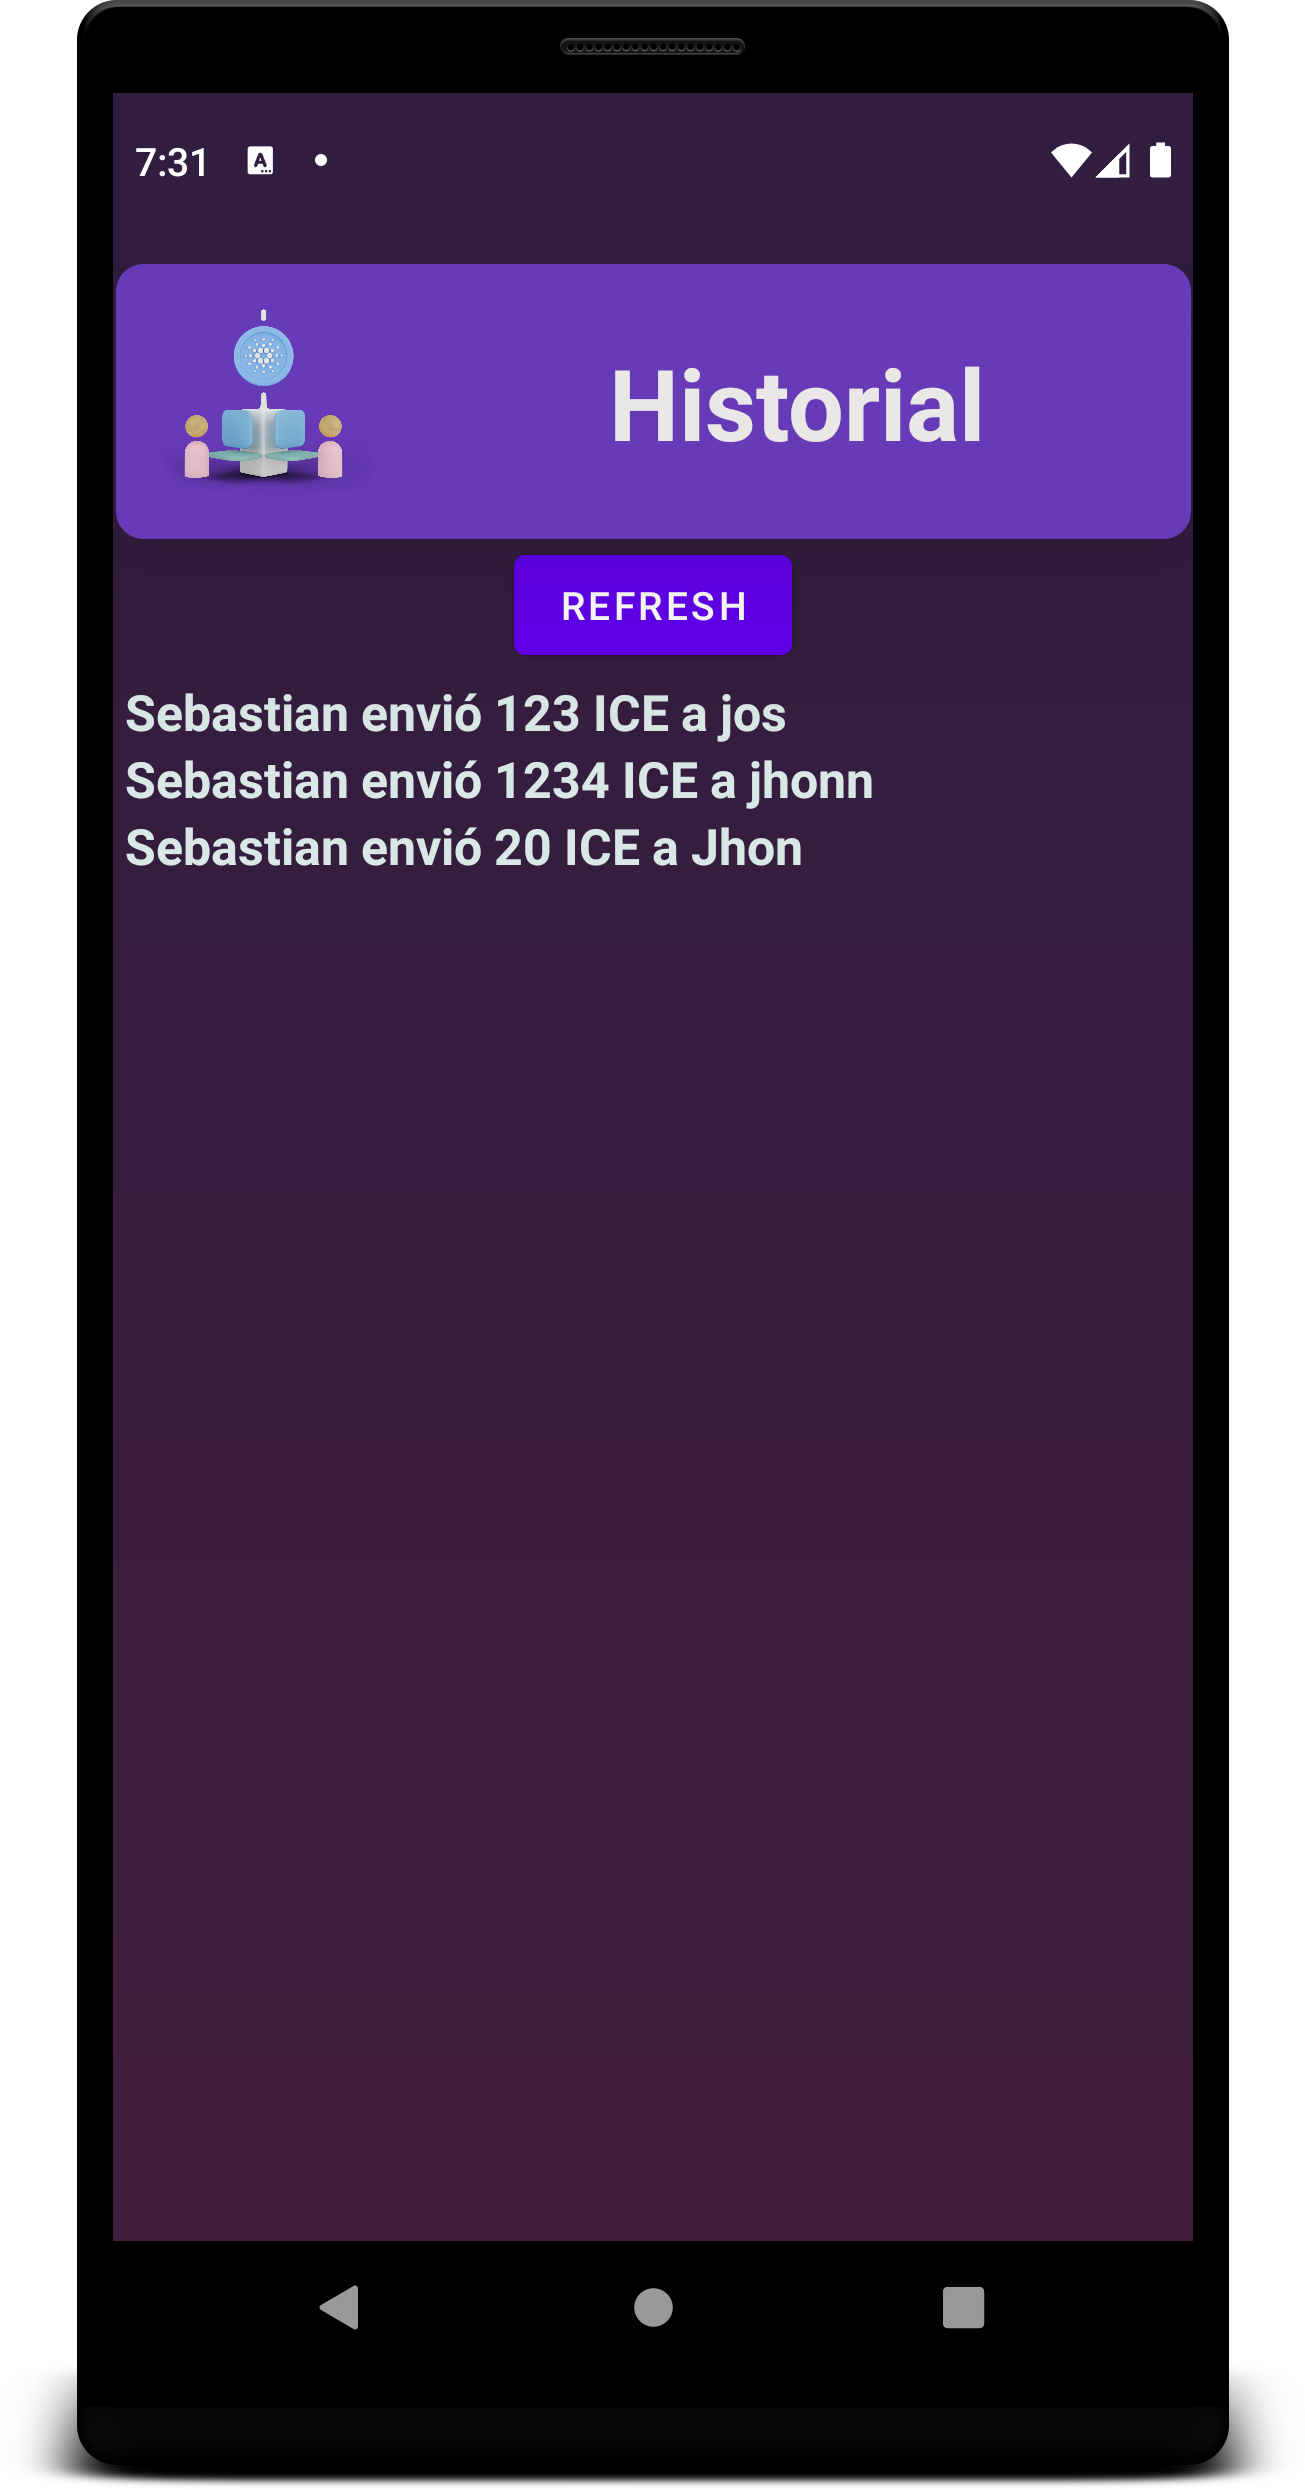 7:31
Historial
REFRESH
Sebastian envió 123 ICE a jos
Sebastian envió 1234 ICE a jhonn
Sebastian envió 20 ICE a Jhon